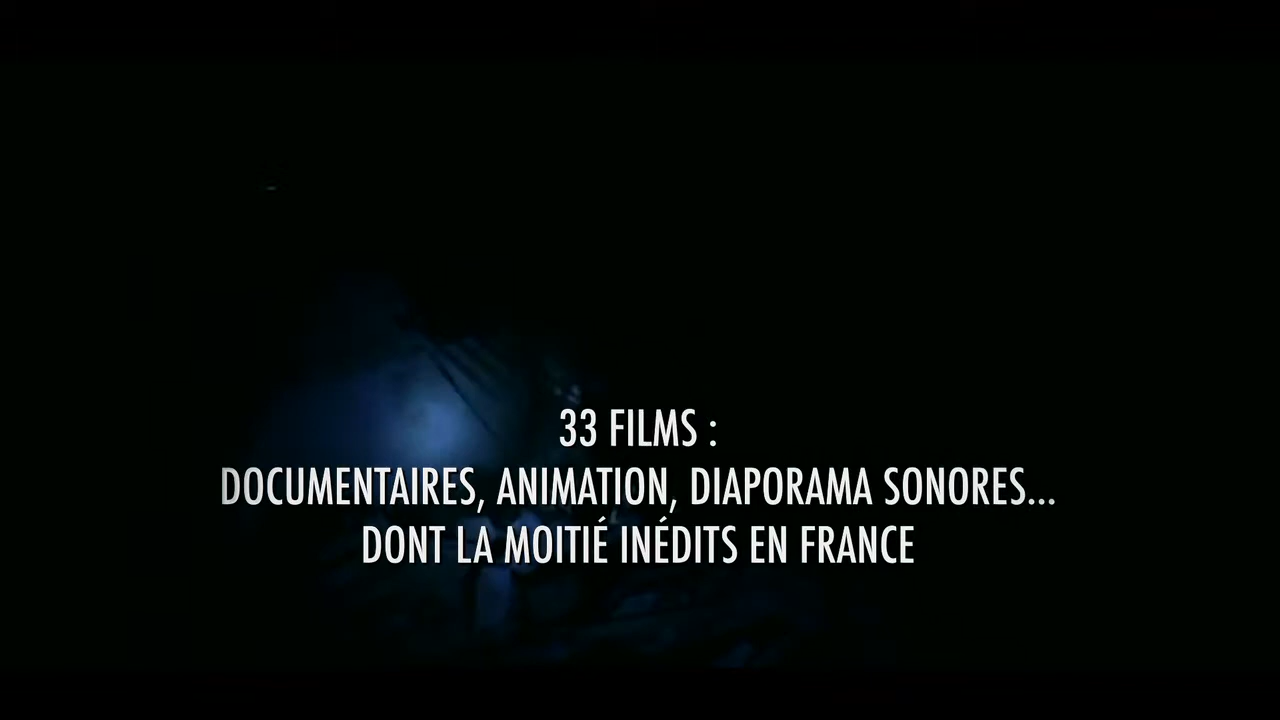 33 FILMS :
DOCUMENTAIRES, ANIMATION, DIAPORAMA SONORES...
DONT LA MOITIÉ INÉDITS EN FRANCE